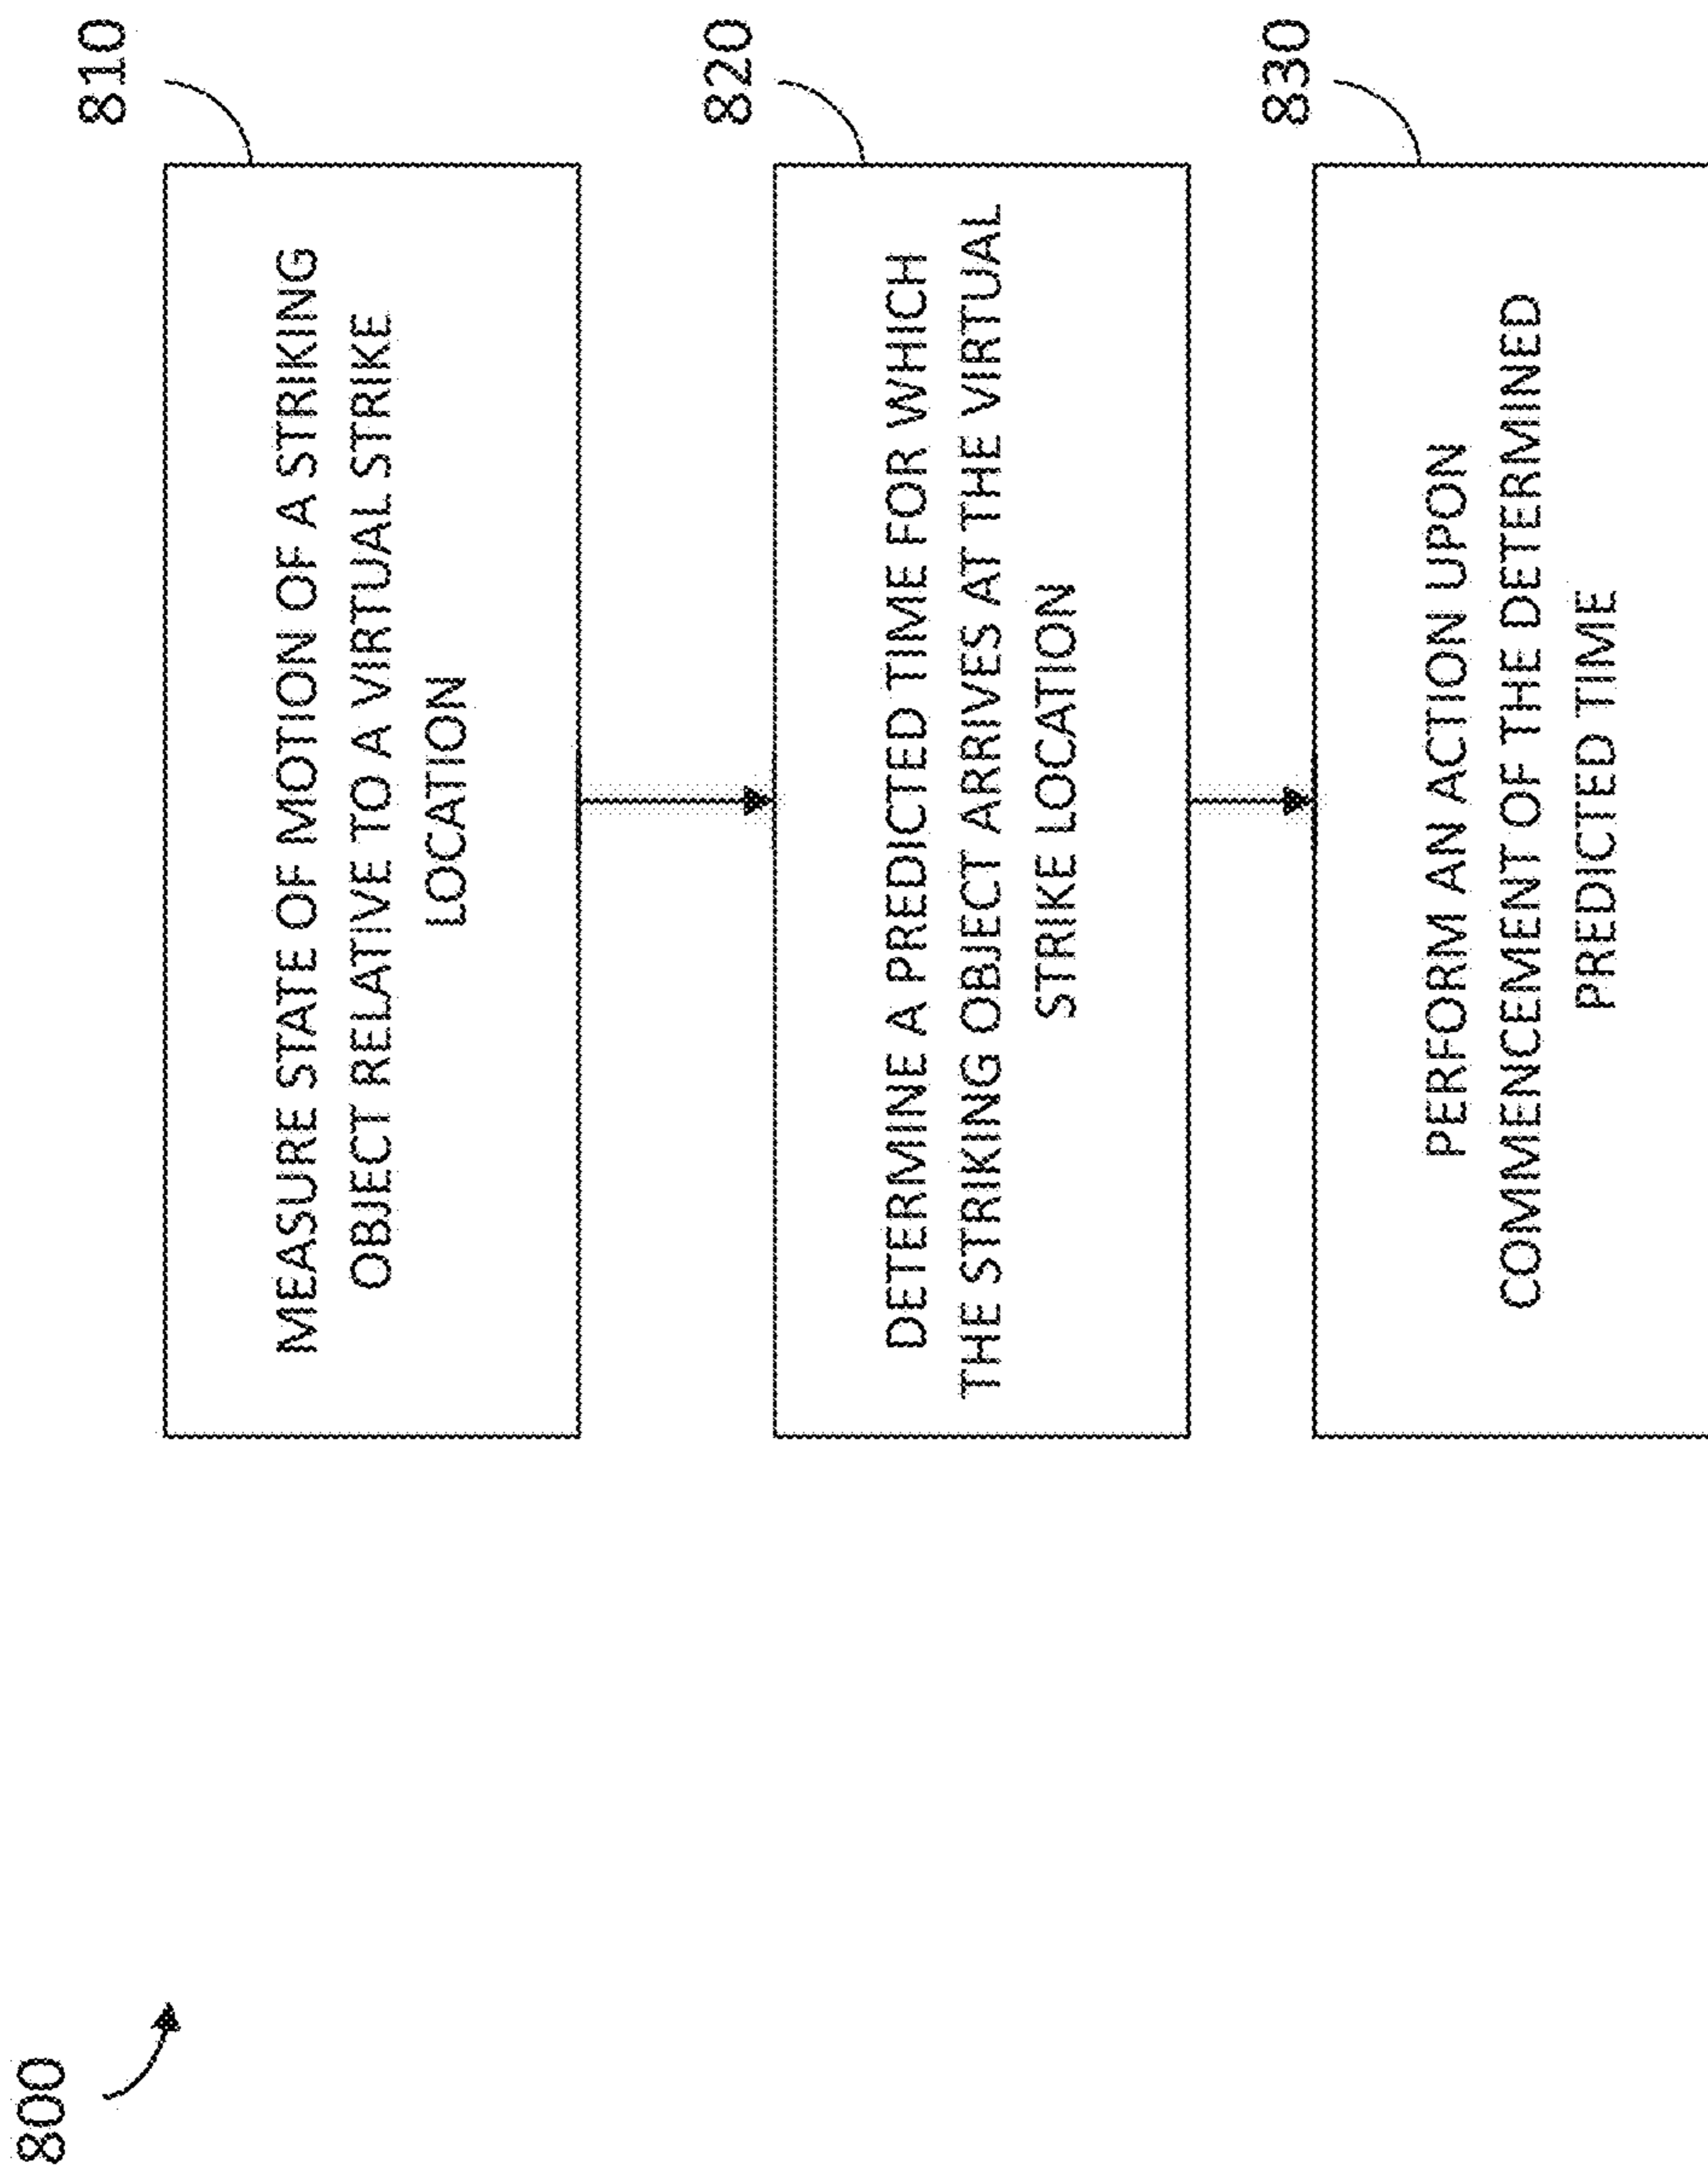 800
810
MEASURE STATE OF MOTION OF A STRIKING
OBJECT RELATIVE TO A VIRTUAL STRIKE
LOCATION
820
DETERMINE A PREDICTED TIME FOR WHICH
THE STRIKING OBJECT ARRIVES AT THE VIRTUAL
STRIKE LOCATION
830
PERFORM AN ACTION UPON
COMMENCEMENT OF THE DETERMINED
PREDICTED TIME